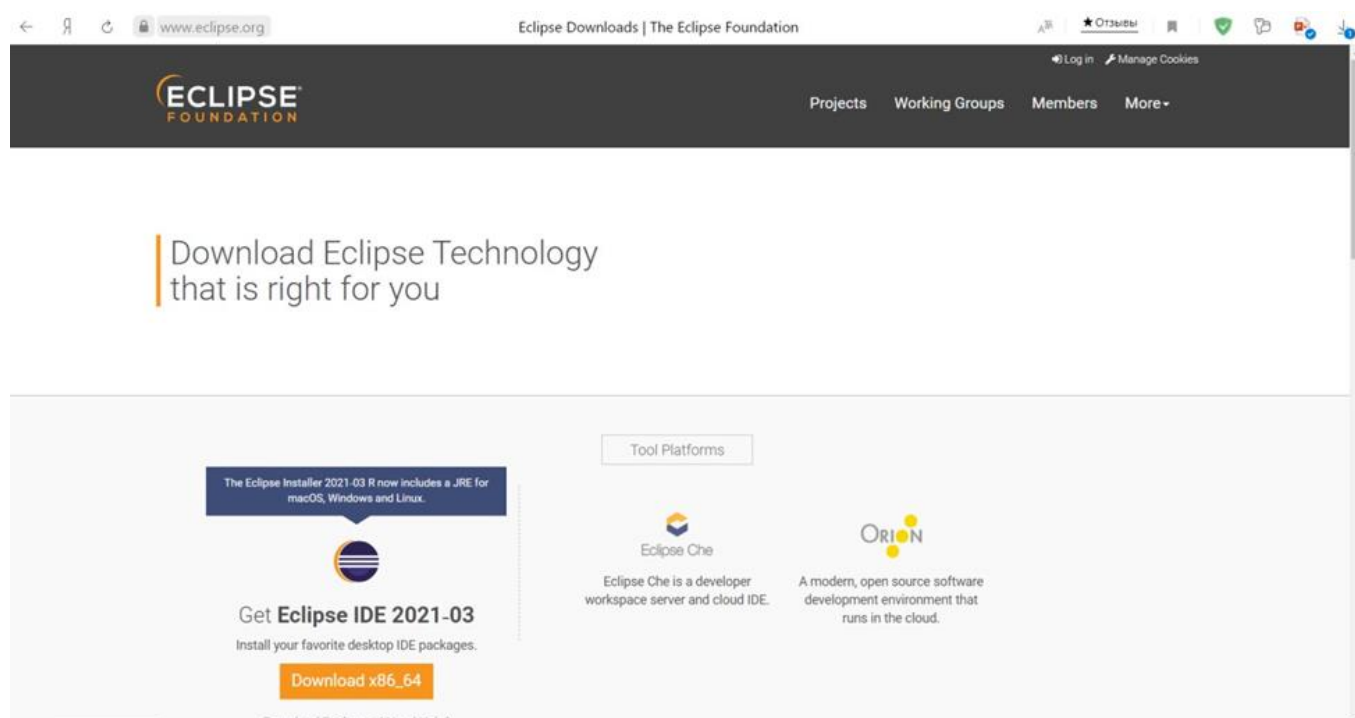 Я
www.eclipse.org
Eclipse Downloads | The Eclipse Foundation
★Отзывы
Log in
Manage Cookies
ECLIPSE
FOUNDATION
Projects
Working Groups
Members
More
Download Eclipse Technology
that is right for you
Tool Platforms
The Eclipse Installer 2021-03 R now includes a JRE for
macOS, Windows and Linux.
Get Eclipse IDE 2021-03
Install your favorite desktop IDE packages.
Download x86_64
Eclipse Che
Eclipse Che is a developer
workspace server and cloud IDE.
ORION
A modern, open source software
development environment that
runs in the cloud.